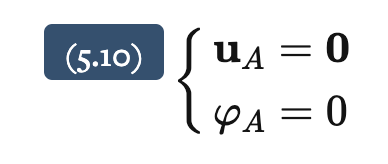 (5.10) { 𝐮_A = 𝟎
φ_A = 0